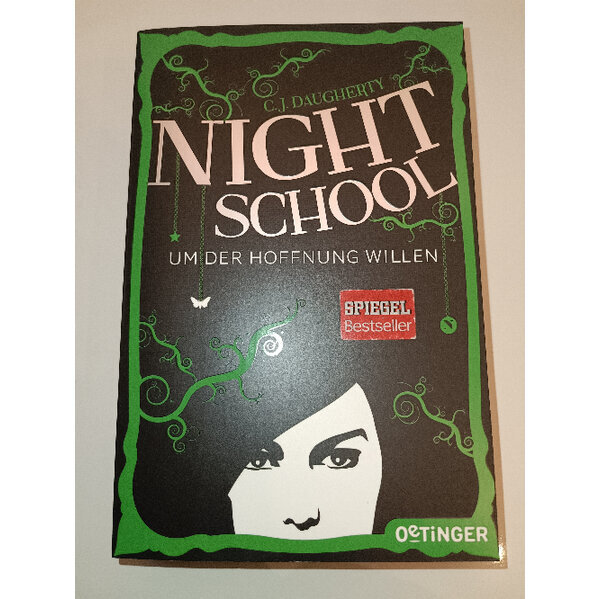 C.J. DAUGHERTY
NIGHT
SCHOOL
UM DER HOFFNUNG WILLEN
SPIEGEL
Bestseller
N
OeTiNGER